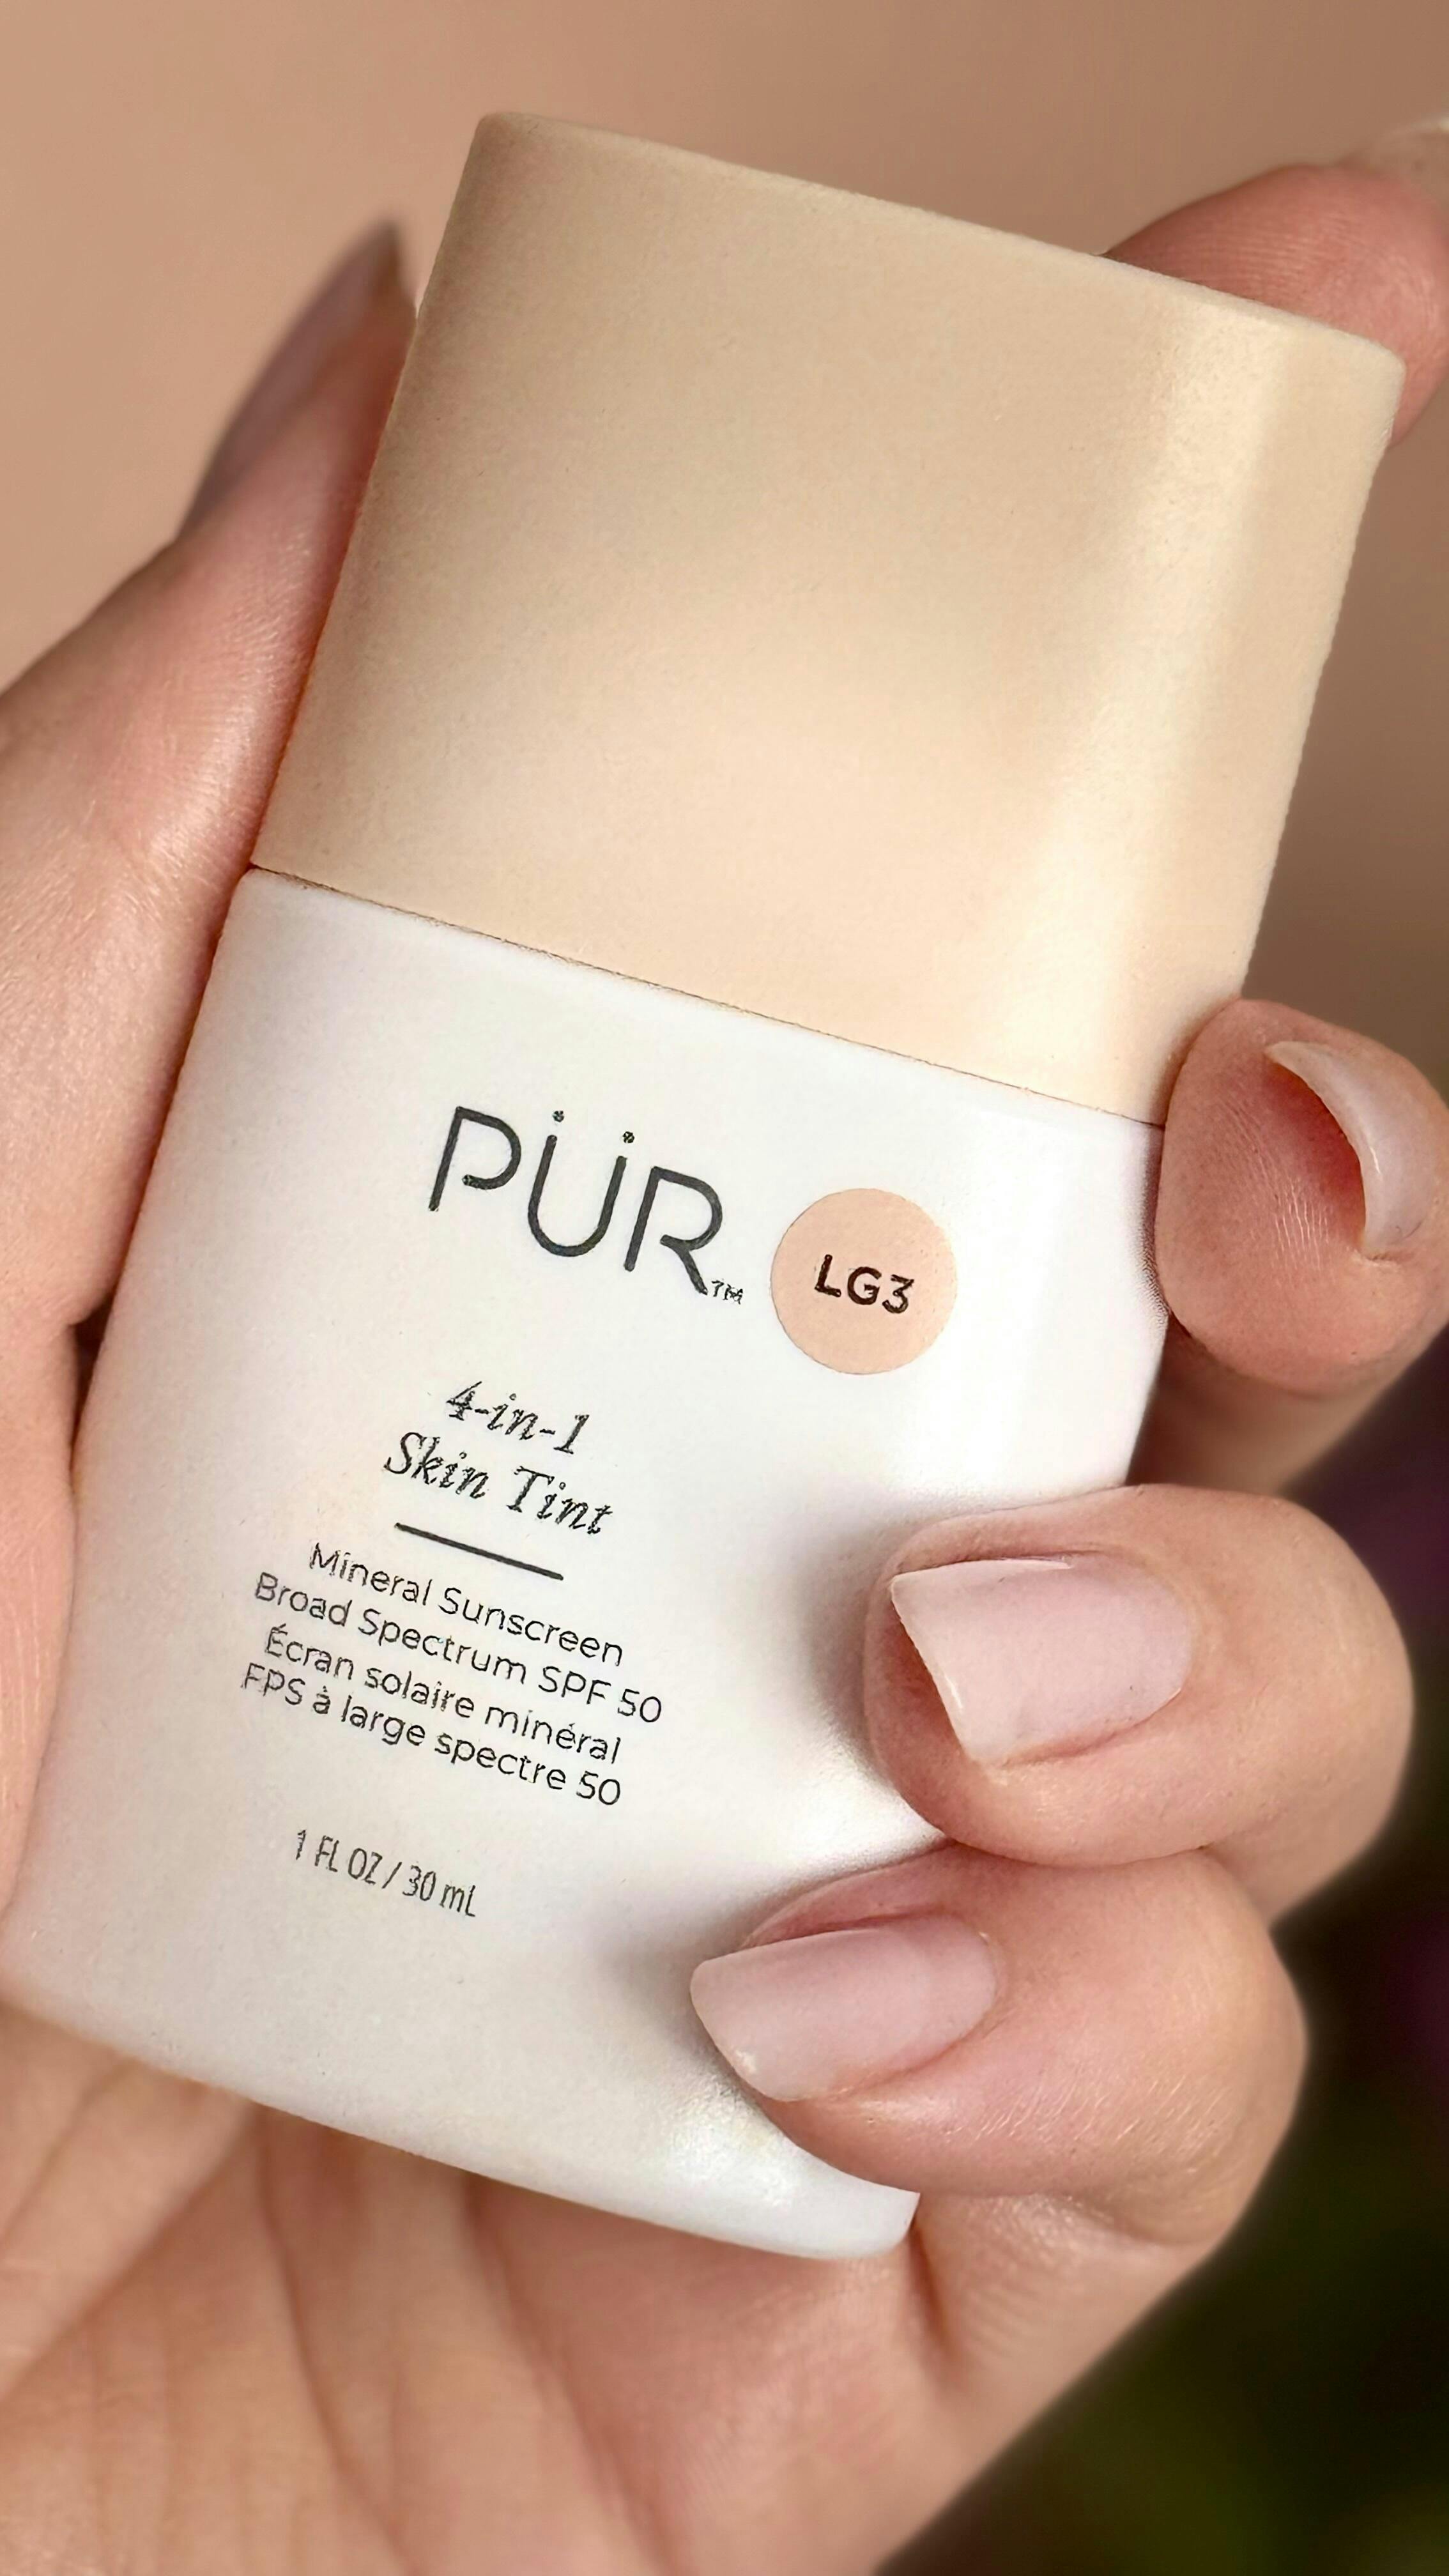 PÜR™
LG3
4-in-1
Skin Tint
Mineral Sunscreen
Broad Spectrum SPF 50
Écran solaire minéral
FPS à large spectre 50
1 FL OZ / 30 mL